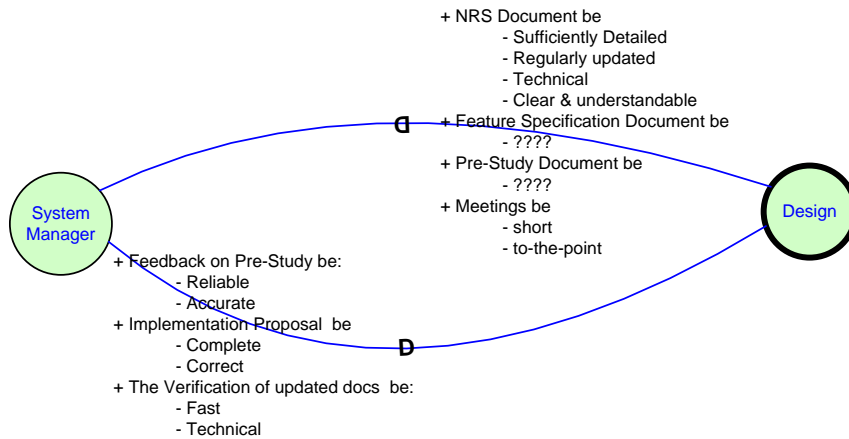 + NRS Document be
- Sufficiently Detailed
- Regularly updated
- Technical
- Clear & understandable
+ Feature Specification Document be
- ????
+ Pre-Study Document be
- ????
+ Meetings be
- short
- to-the-point
D
System
Manager
Design
+ Feedback on Pre-Study be:
- Reliable
- Accurate
+ Implementation Proposal  be
- Complete
- Correct
+ The Verification of updated docs  be:
- Fast
- Technical
D